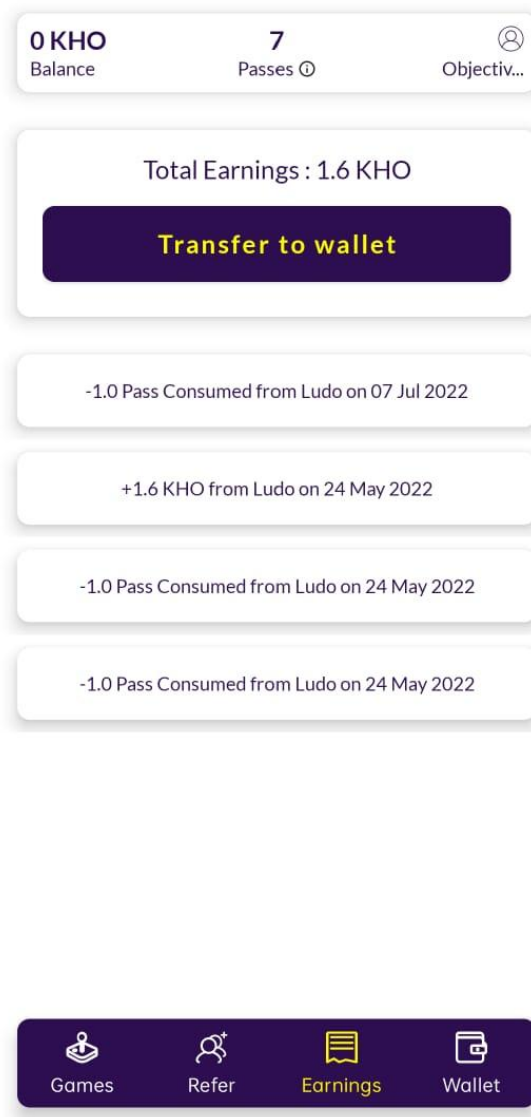 0 KHO
7
Balance
Passes
Objectiv...
Total Earnings : 1.6 KHO
Transfer to wallet
-1.0 Pass Consumed from Ludo on 07 Jul 2022
+1.6 KHO from Ludo on 24 May 2022
-1.0 Pass Consumed from Ludo on 24 May 2022
-1.0 Pass Consumed from Ludo on 24 May 2022
Games
Refer
Earnings
Wallet